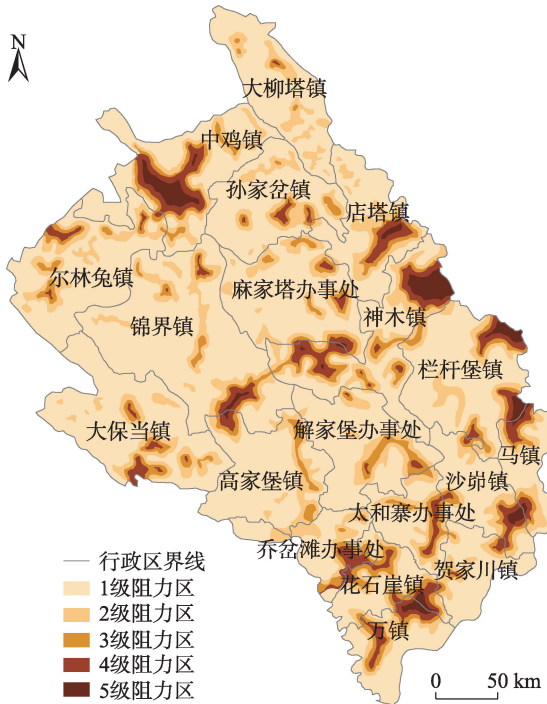 N
大柳塔镇
中鸡镇
孙家岔镇
店塔镇
尔林兔镇
麻家塔办事处
锦界镇
神木镇
栏杆堡镇
大保当镇
解家堡办事处
马镇
高家堡镇
沙峁镇
太和寨办事处
乔岔滩办事处
贺家川镇
花石崖镇
万镇
行政区界线
1级阻力区
2级阻力区
3级阻力区
4级阻力区
5级阻力区
0 50 km